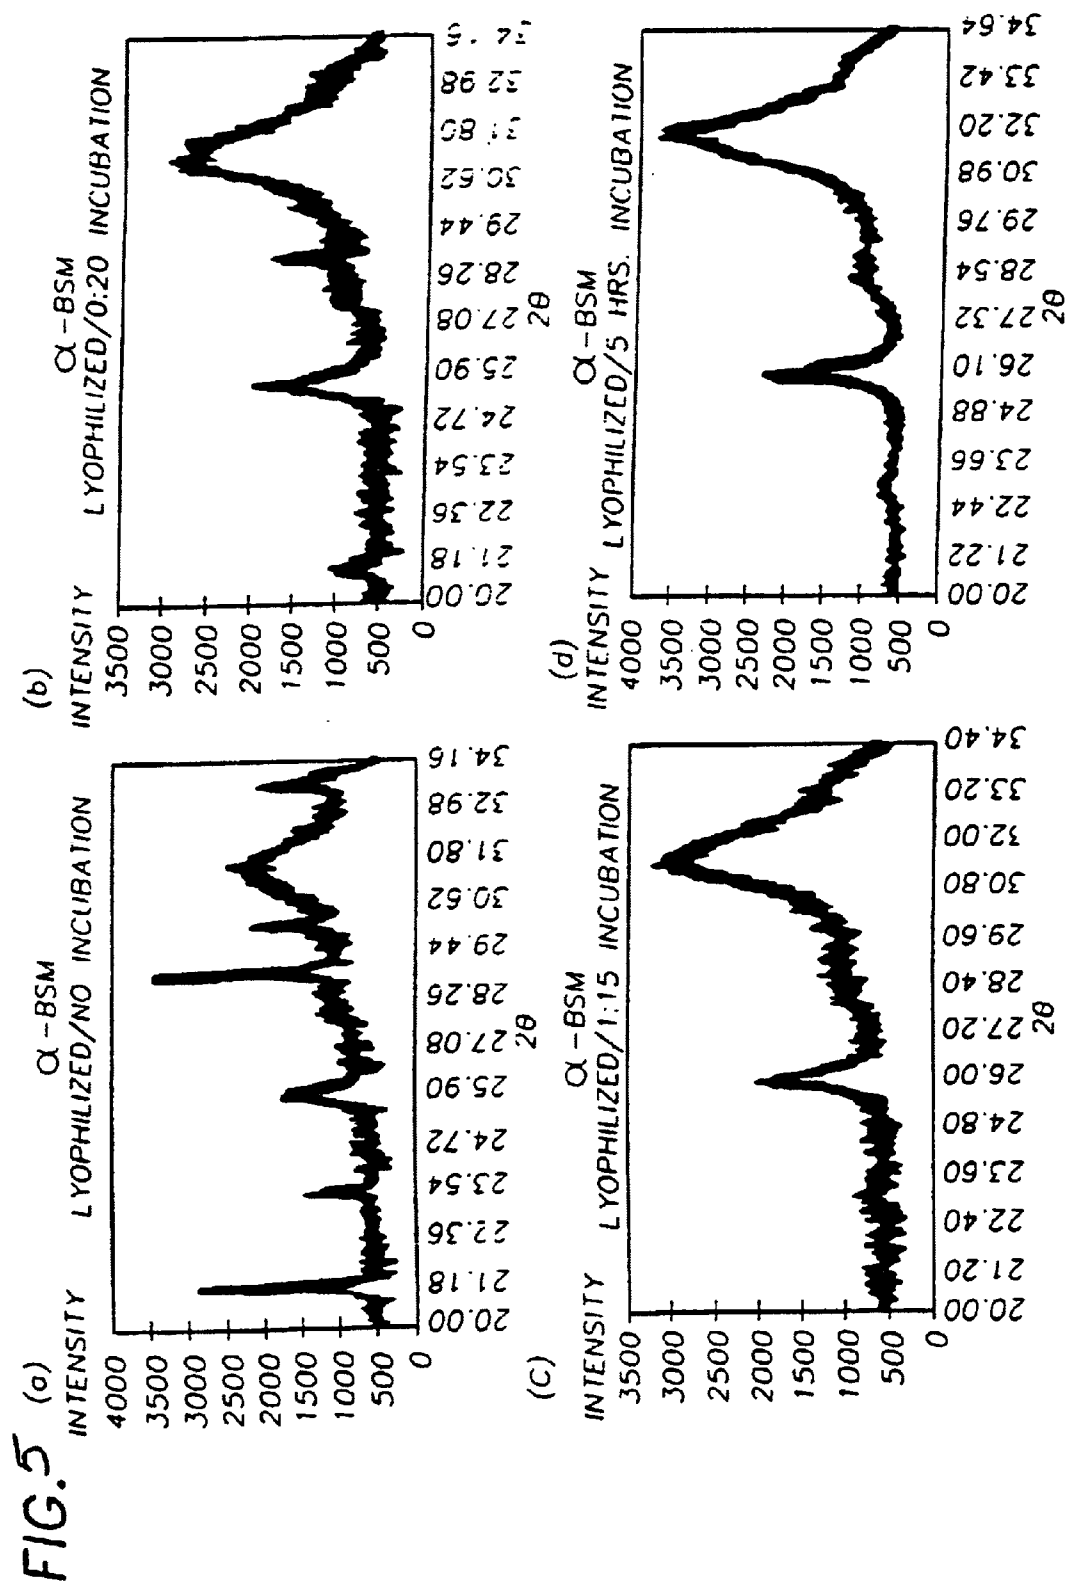 FIG.5
(a)
α-BSM
INTENSITY LYOPHILIZED/NO INCUBATION
4000
3500
3000
2500
2000
1500
1000
500
0
20.00 21.18 22.36 23.54 24.72 25.90 27.08 28.26 29.44 30.62 31.80 32.98 34.16
2θ
(b)
α-BSM
INTENSITY LYOPHILIZED/0:20 INCUBATION
3500
3000
2500
2000
1500
1000
500
0
20.00 21.18 22.36 23.54 24.72 25.90 27.08 28.26 29.44 30.62 31.80 32.98
2θ
(c)
α-BSM
INTENSITY LYOPHILIZED/1:15 INCUBATION
3500
3000
2500
2000
1500
1000
500
0
20.00 21.20 22.40 23.60 24.80 26.00 27.20 28.40 29.60 30.80 32.00 33.20 34.40
2θ
(d)
α-BSM
INTENSITY LYOPHILIZED/5 HRS. INCUBATION
4000
3500
3000
2500
2000
1500
1000
500
0
20.00 21.22 22.44 23.66 24.88 26.10 27.32 28.54 29.76 30.98 32.20 33.42 34.64
2θ